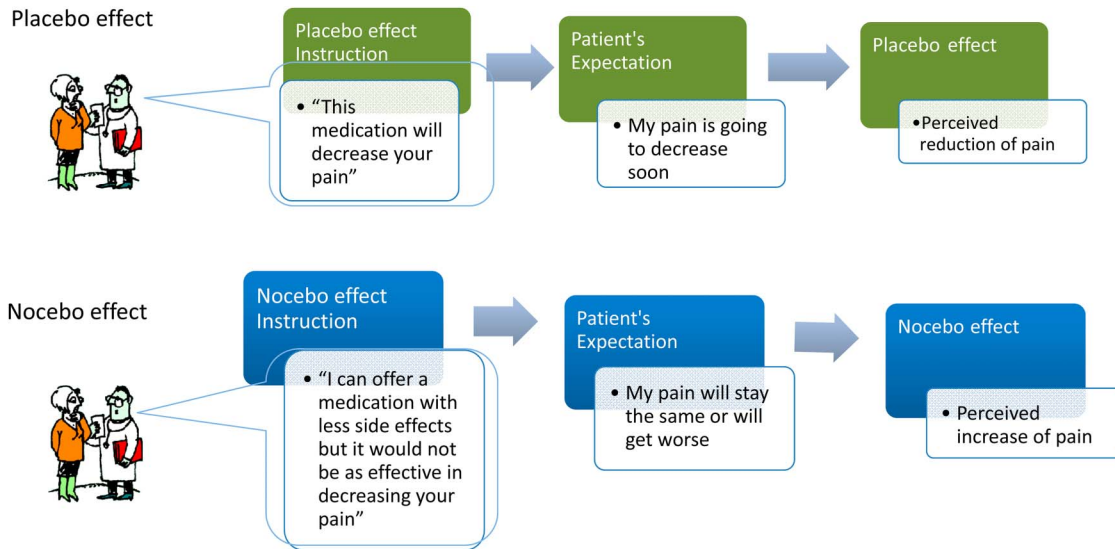 Placebo effect
Placebo effect
Instruction
• “This
medication will
decrease your
pain”
Patient's
Expectation
• My pain is going
to decrease
soon
Placebo effect
•Perceived
reduction of pain
Nocebo effect
Nocebo effect
Instruction
• “I can offer a
medication with
less side effects
but it would not
be as effective in
decreasing your
pain”
Patient's
Expectation
• My pain will stay
the same or will
get worse
Nocebo effect
• Perceived
increase of pain